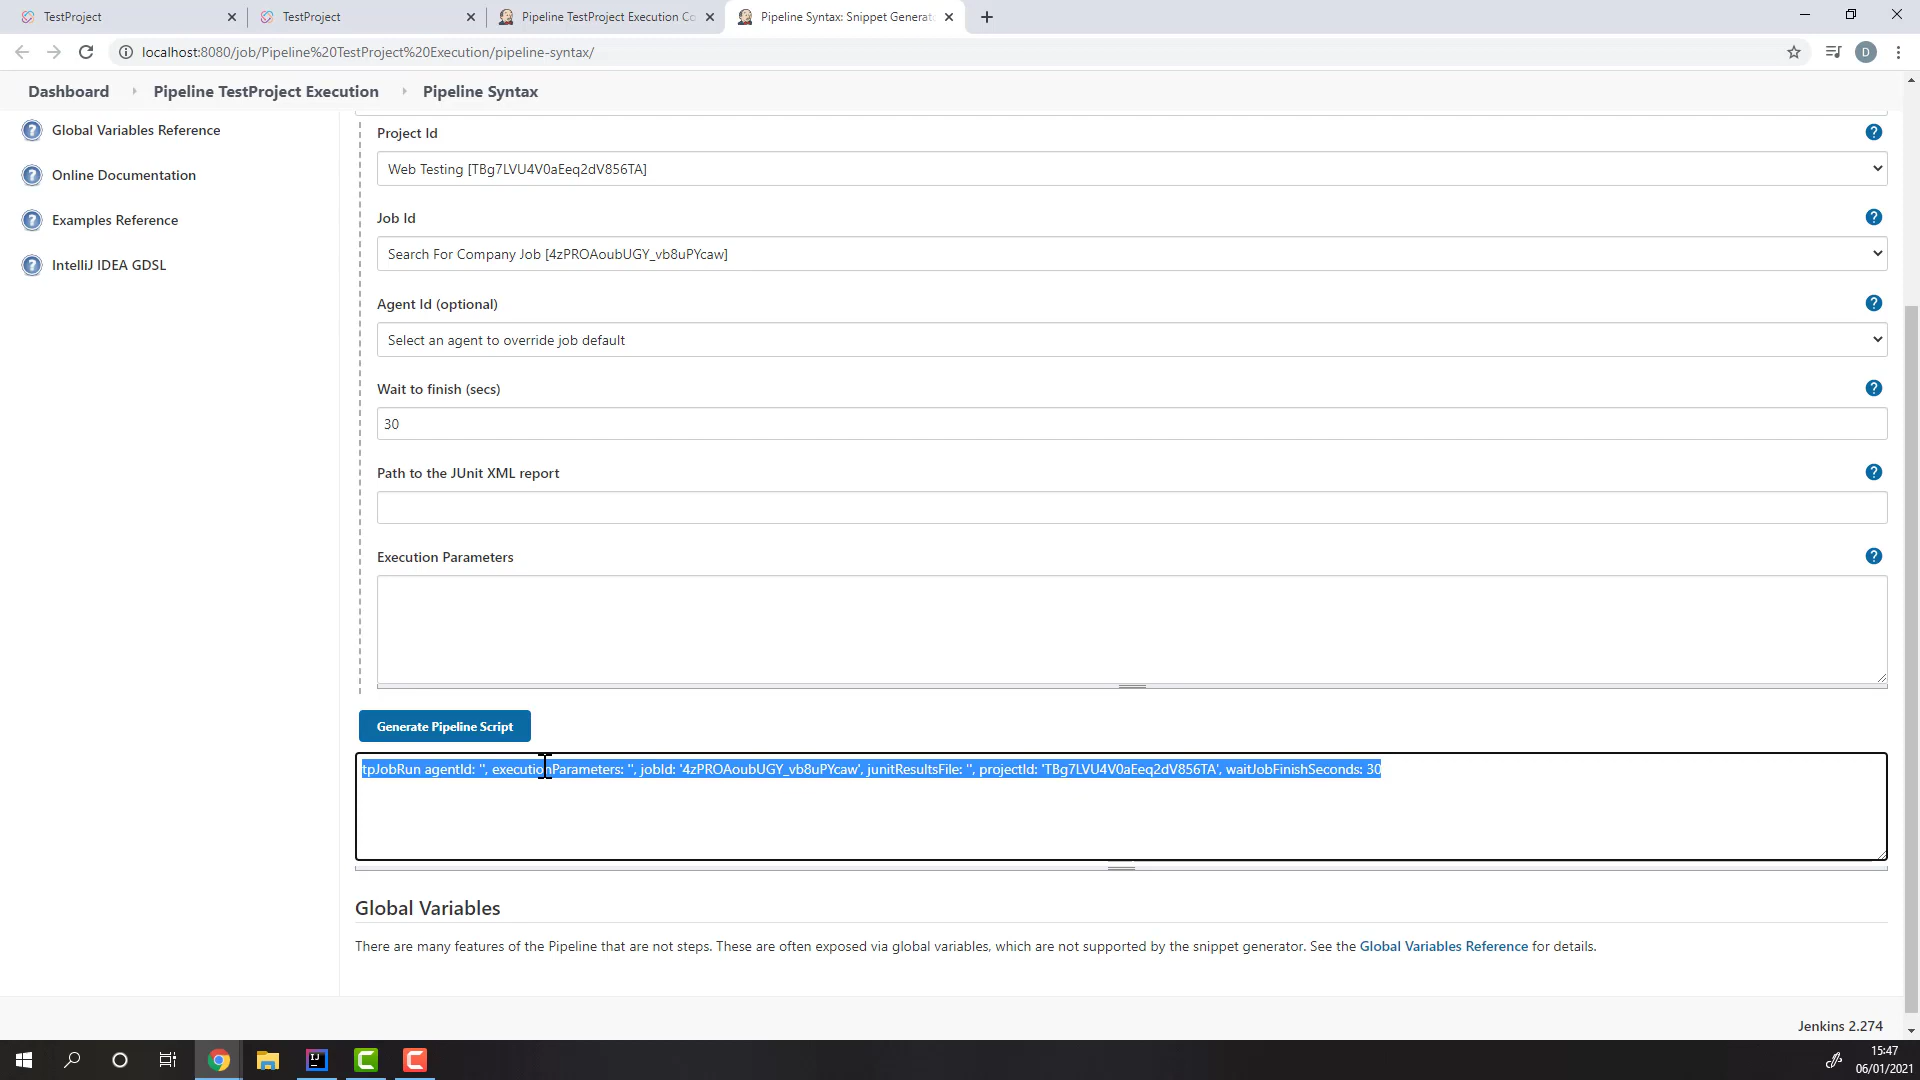 TestProject
TestProject
Pipeline TestProject Execution Co
Pipeline Syntax: Snippet Generato
localhost:8080/job/Pipeline%20TestProject%20Execution/pipeline-syntax/
D
Dashboard
Pipeline TestProject Execution
Pipeline Syntax
Global Variables Reference
Online Documentation
Examples Reference
IntelliJ IDEA GDSL
Project Id
Web Testing [TBg7LVU4V0aEeq2dV856TA]
Job Id
Search For Company Job [4zPROAoubUGY_vb8uPYcaw]
Agent Id (optional)
Select an agent to override job default
Wait to finish (secs)
30
Path to the JUnit XML report
Execution Parameters
Generate Pipeline Script
tpJobRun agentId: '', executionParameters: '', jobId: '4zPROAoubUGY_vb8uPYcaw', junitResultsFile: '', projectId: 'TBg7LVU4V0aEeq2dV856TA', waitJobFinishSeconds: 30
Global Variables
There are many features of the Pipeline that are not steps. These are often exposed via global variables, which are not supported by the snippet generator. See the Global Variables Reference for details.
Jenkins 2.274
15:47
06/01/2021